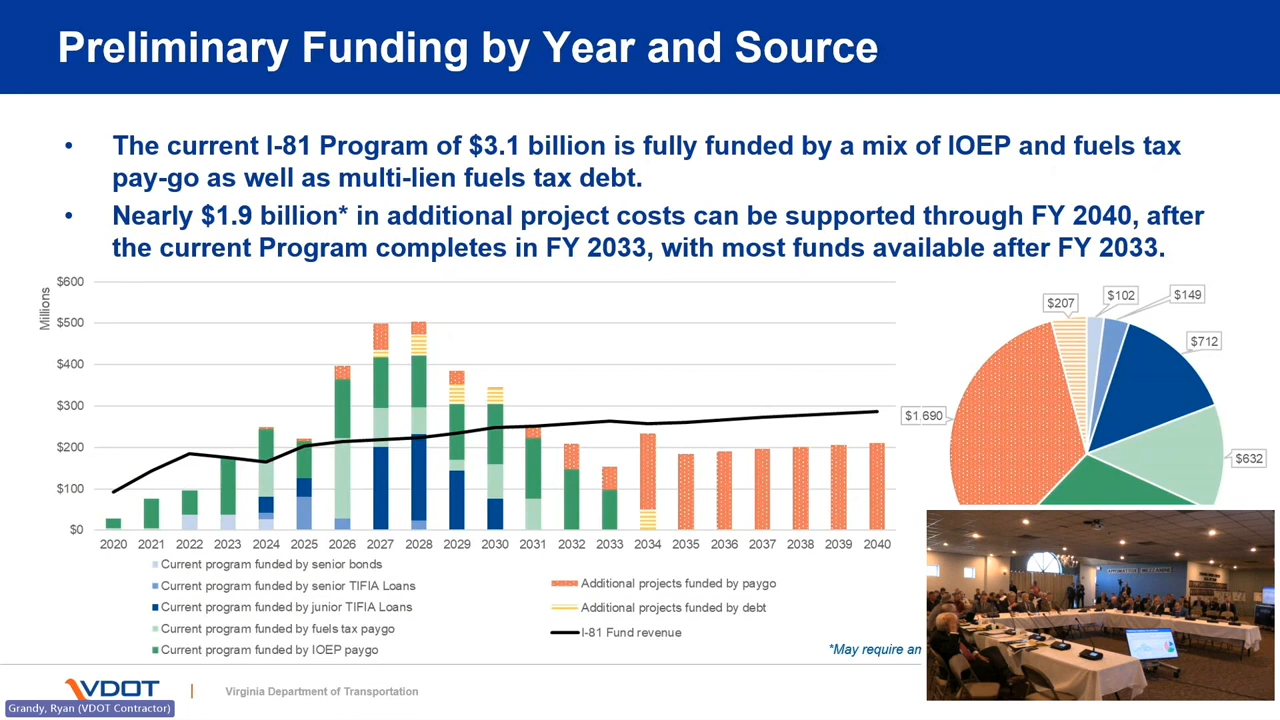 Preliminary Funding by Year and Source
• The current I-81 Program of $3.1 billion is fully funded by a mix of IOEP and fuels tax
pay-go as well as multi-lien fuels tax debt.
• Nearly $1.9 billion* in additional project costs can be supported through FY 2040, after
the current Program completes in FY 2033, with most funds available after FY 2033.
Millions
$600
$500
$400
$300
$200
$100
$0
2020 2021 2022 2023 2024 2025 2026 2027 2028 2029 2030 2031 2032 2033 2034 2035 2036 2037 2038 2039 2040
Current program funded by senior bonds
Current program funded by senior TIFIA Loans
Current program funded by junior TIFIA Loans
Current program funded by fuels tax paygo
Current program funded by IOEP paygo
Additional projects funded by paygo
Additional projects funded by debt
I-81 Fund revenue
$207
$102
$149
$712
$1,690
$632
*May require an
VDOT | Virginia Department of Transportation
Grandy, Ryan (VDOT Contractor)